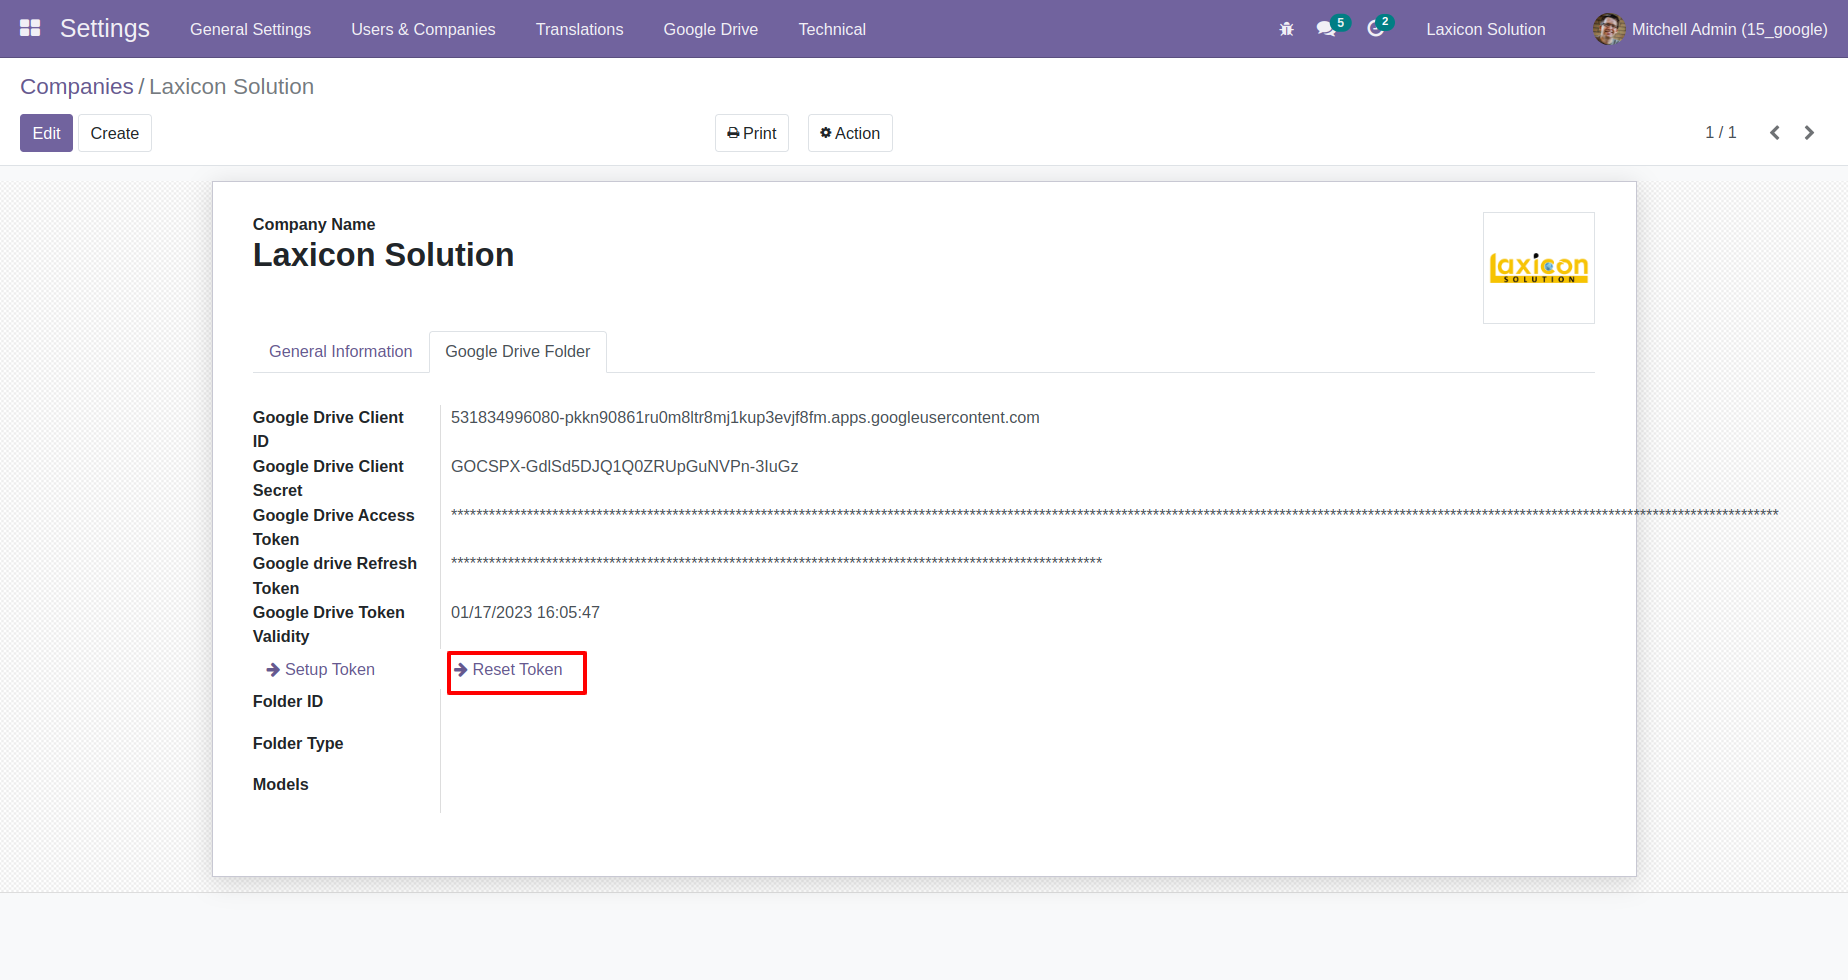 Settings General Settings Users & Companies Translations Google Drive Technical 5 2 Laxicon Solution Mitchell Admin (15_google)
Companies / Laxicon Solution
Edit Create Print Action 1 / 1
Company Name
Laxicon Solution
laxicon
SOLUTION
General Information Google Drive Folder
Google Drive Client ID
531834996080-pkkn90861ru0m8ltr8mj1kup3evjf8fm.apps.googleusercontent.com
Google Drive Client Secret
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
Google Drive Access Token
Google drive Refresh Token
Google Drive Token Validity
01/17/2023 16:05:47
Setup Token Reset Token
Folder ID
Folder Type
Models